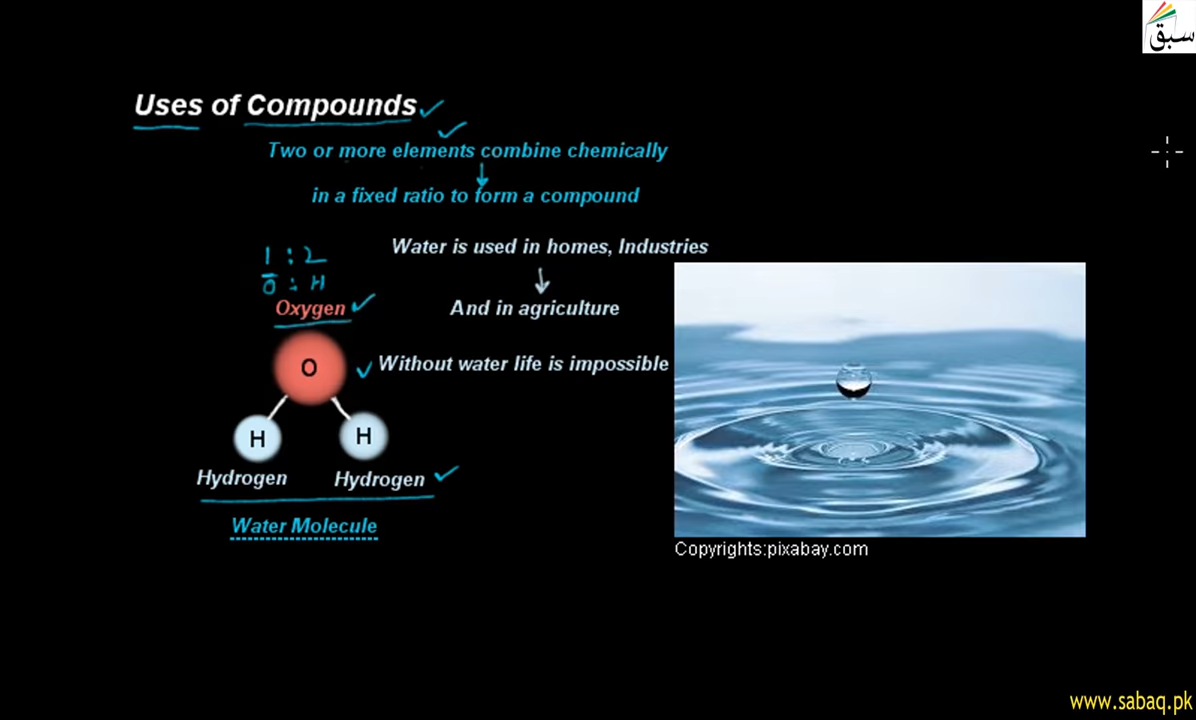 سبق
Uses of Compounds
Two or more elements combine chemically
in a fixed ratio to form a compound
Water is used in homes, Industries
1 : 2
O : H
Oxygen
And in agriculture
O
Without water life is impossible
H
H
Hydrogen
Hydrogen
Water Molecule
Copyrights:pixabay.com
www.sabaq.pk